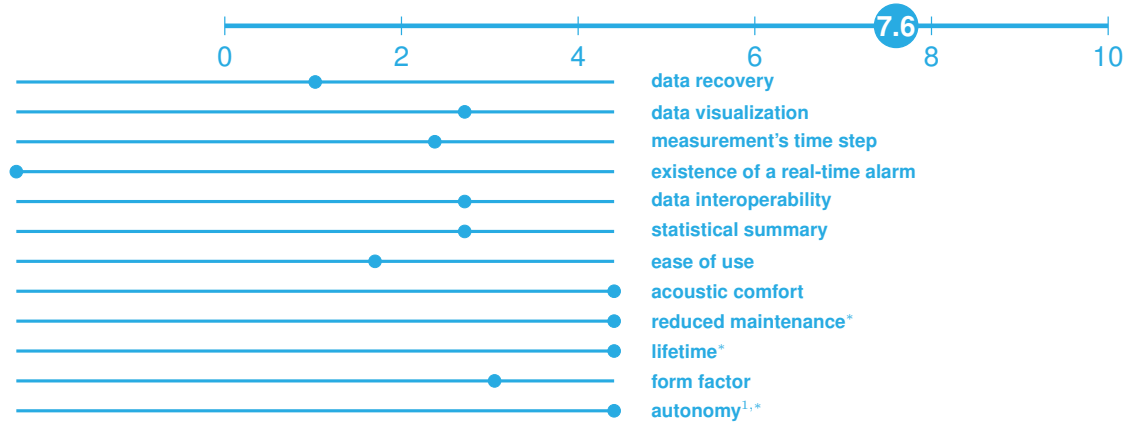 7.6
0 2 4 6 8 10
data recovery
data visualization
measurement's time step
existence of a real-time alarm
data interoperability
statistical summary
ease of use
acoustic comfort
reduced maintenance*
lifetime*
form factor
autonomy1,*